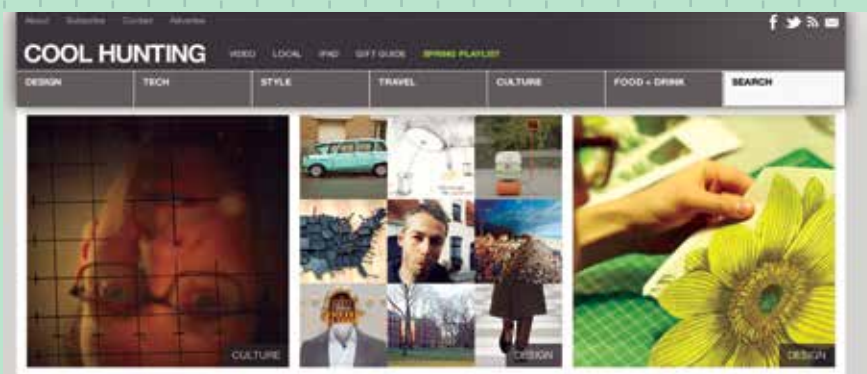 About Subscribe Contact Advertise
COOL HUNTING VIDEO LOCAL IPAD GIFT GUIDE SPRING PLAYLIST
DESIGN TECH STYLE TRAVEL CULTURE FOOD + DRINK SEARCH
CULTURE DESIGN DESIGN